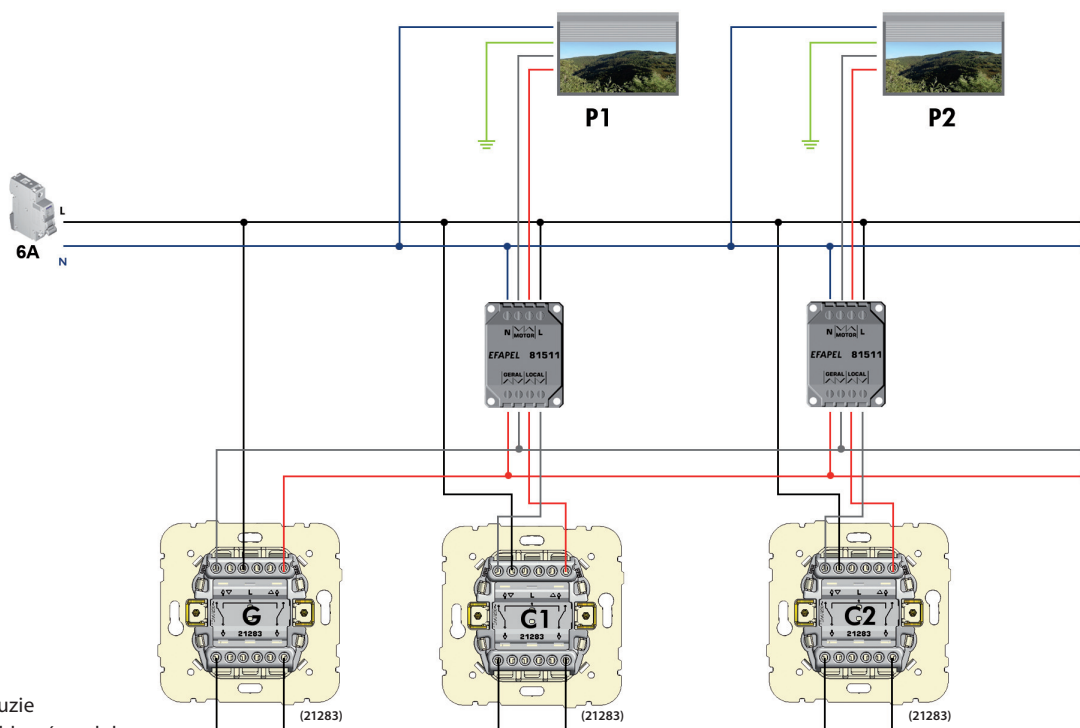 P1
P2
L
6A
N
N MOTOR L
EFAPEL 81511
GERAL LOCAL
N MOTOR L
EFAPEL 81511
GERAL LOCAL
L
G
21283
L
C1
21283
L
C2
21283
(21283)
(21283)
(21283)
uzie